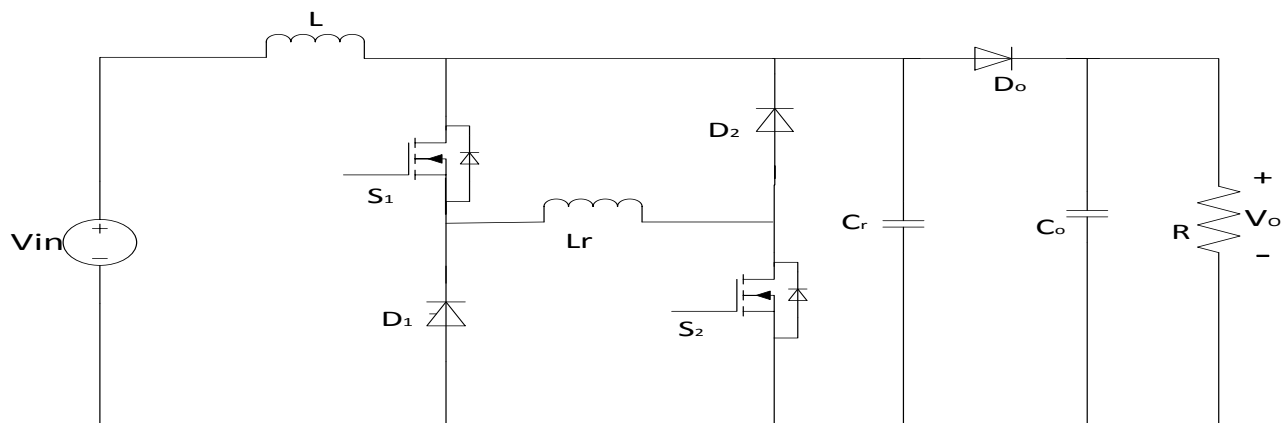 L
D₂
Dₒ
S₁
+
Vin
Lr
Cᵣ
Cₒ
R
Vₒ
D₁
S₂
−